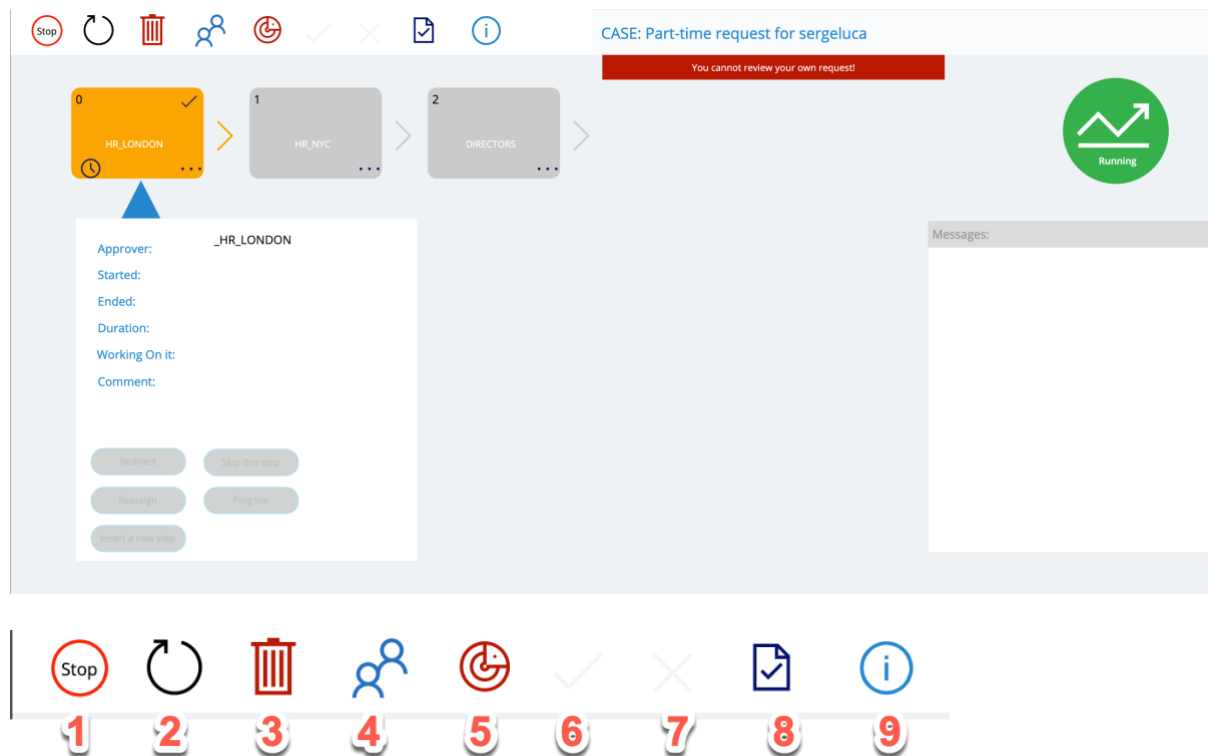 Stop
CASE: Part-time request for sergeluca
You cannot review your own request!
0
HR_LONDON
1
HR_NYC
2
DIRECTORS
Running
Approver:
_HR_LONDON
Started:
Ended:
Duration:
Working On it:
Comment:
Redirect
Skip this step
Reassign
Ping me
Insert a new step
Messages:
Stop
1 2 3 4 5 6 7 8 9